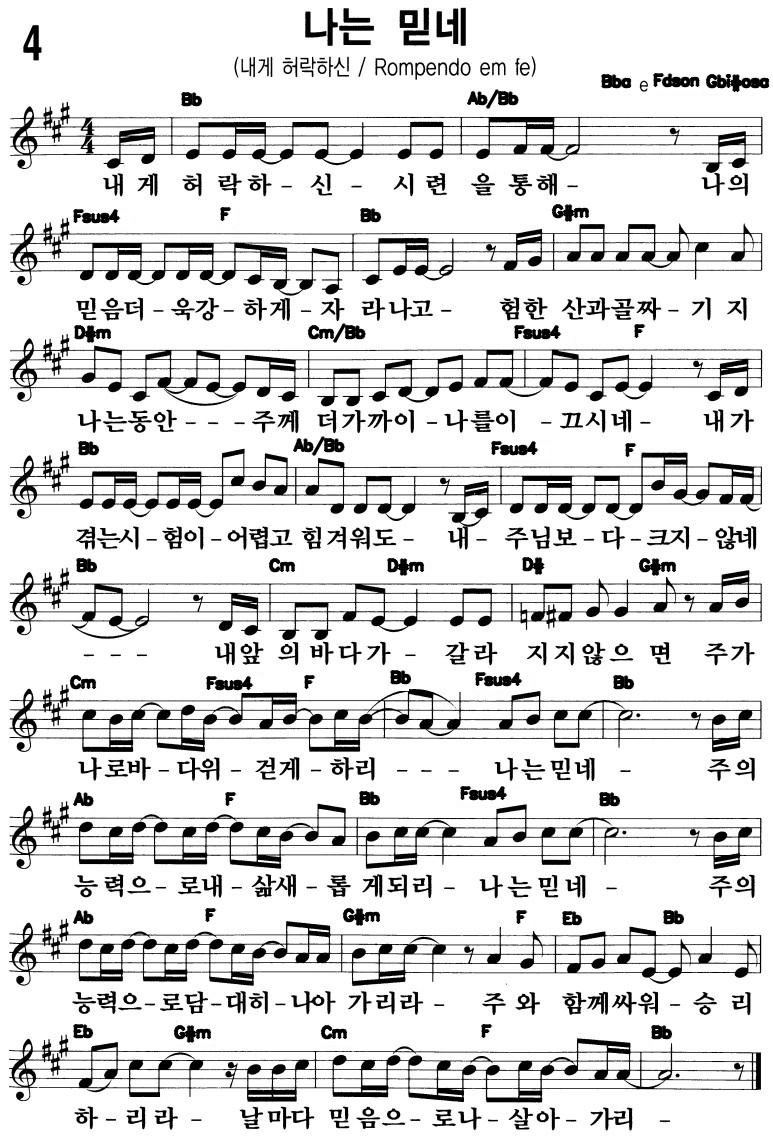 4
나는 믿네
(내게 허락하신 / Rompendo em fe)
Bba e Fdson Gbi#osa
Bb Ab/Bb
내 게 허 락하 - 신 - 시 련 을 통해 - 나의
Fsus4 F Bb G#m
믿음더 - 욱강 - 하게 - 자 라나고 - 험한 산과골짜 - 기 지
D#m Cm/Bb Fsus4 F
나는동안 - - - 주께 더가까이 - 나를이 - 끄시네 - 내가
Bb Ab/Bb Fsus4 F
겪는시 - 험이 - 어렵고 힘겨워도 - 내 - 주님보 - 다 - 크지 - 않네
Bb Cm D#m D# G#m
- - - - 내앞 의바다가 - 갈라 지지않으 면 주가
Cm Fsus4 F Bb Fsus4 Bb
나로바 - 다위 - 걷게 - 하리 - - - - 나는믿네 - 주의
Ab F Bb Fsus4 Bb
능력으 - 로내 - 삶새 - 롭 게되리 - 나는믿네 - 주의
Ab F G#m F Eb Bb
능력으 - 로담 - 대히 - 나아 가리라 - 주 와 함께싸워 - 승 리
Eb G#m Cm F Bb
하 - 리라 - 날마다 믿음으 - 로나 - 살아 - 가리 -